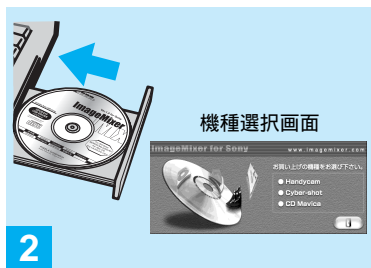 ImageMixer
機種選択画面
ImageMixer for Sony
www.imagemixer.com
お買い上げの機種をお選び下さい。
Handycam
Cyber-shot
CD Mavica
2